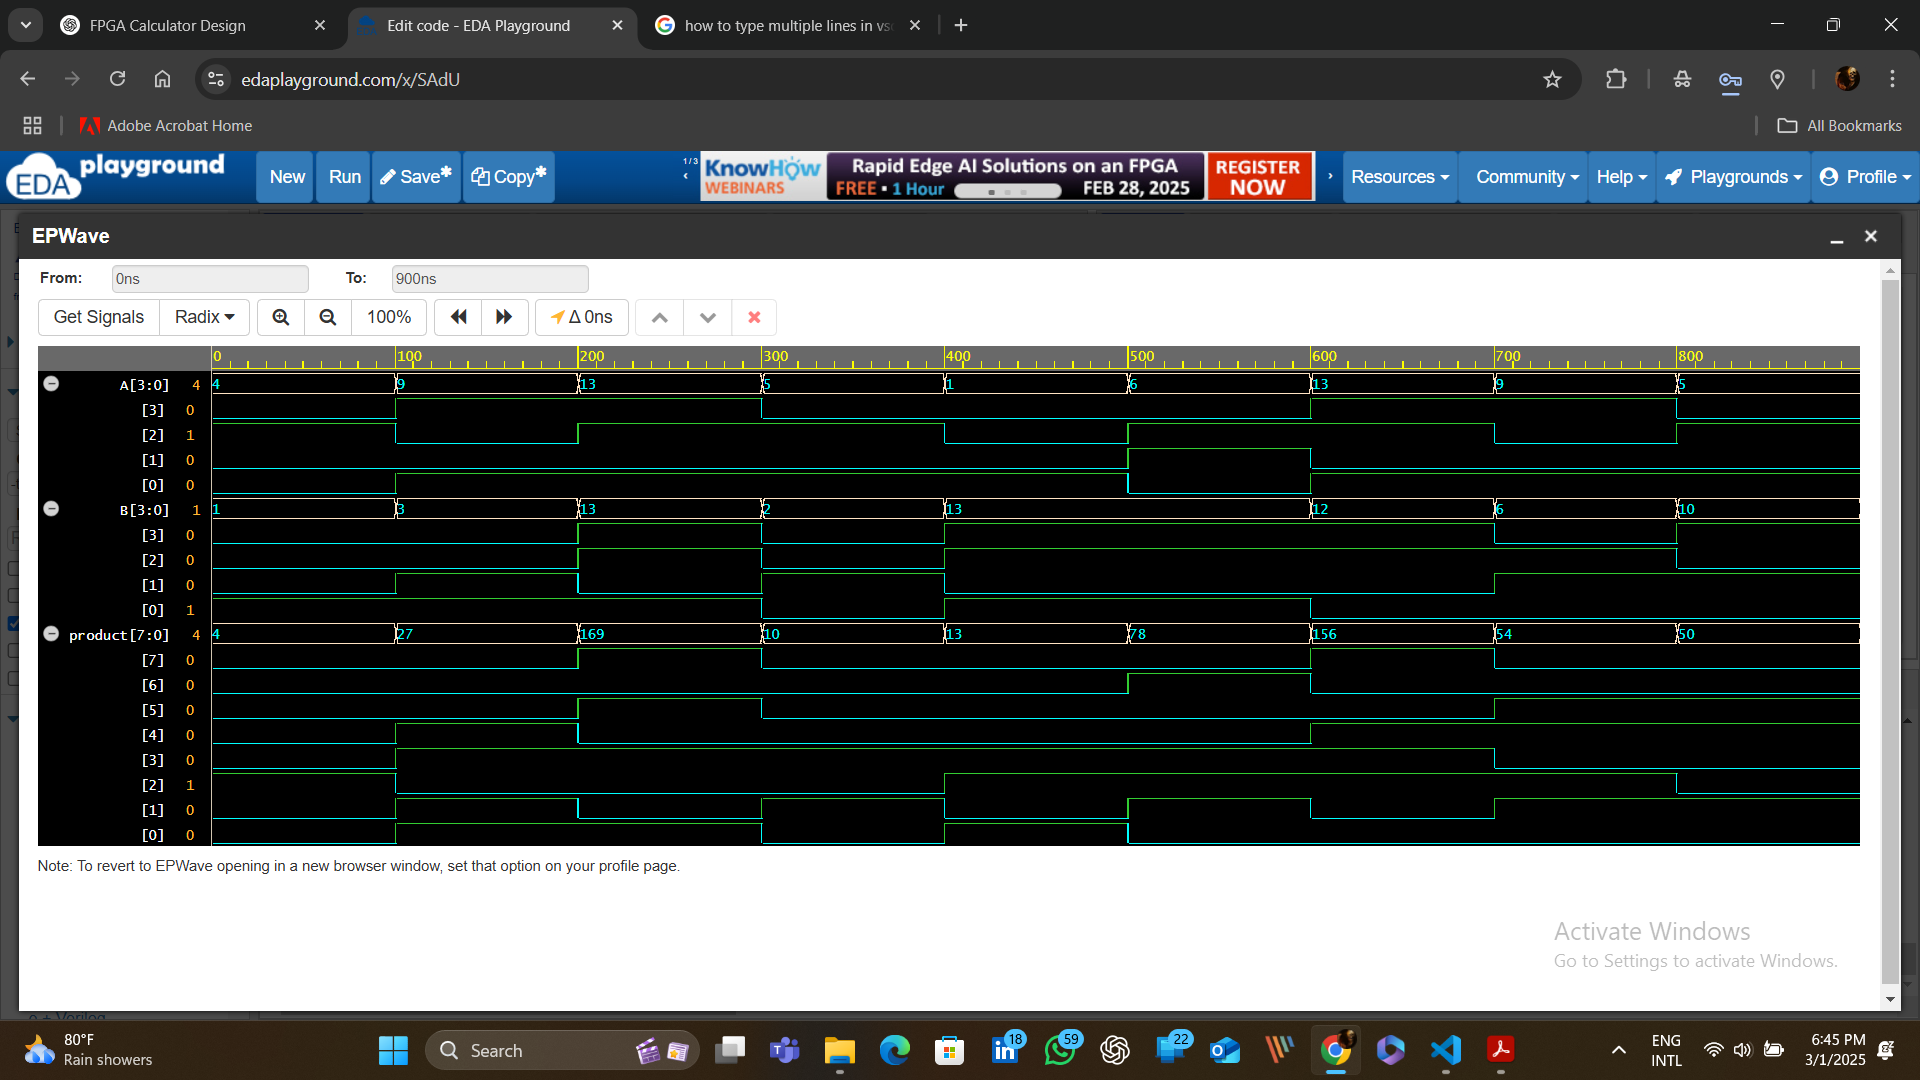 FPGA Calculator Design
Edit code - EDA Playground
how to type multiple lines in vs
edaplayground.com/x/SAdU
Adobe Acrobat Home
All Bookmarks
EDA playground
New
Run
Save*
Copy*
1/3
KnowHow WEBINARS
Rapid Edge AI Solutions on an FPGA
FREE • 1 Hour
FEB 28, 2025
REGISTER NOW
Resources
Community
Help
Playgrounds
Profile
EPWave
From: 0ns To: 900ns
Get Signals Radix 100% Δ 0ns
0 100 200 300 400 500 600 700 800
A[3:0] 4 4 9 13 5 1 6 13 9 5
[3] 0
[2] 1
[1] 0
[0] 0
B[3:0] 1 1 3 13 2 13 12 6 10
[3] 0
[2] 0
[1] 0
[0] 1
product[7:0] 4 4 27 169 10 13 78 156 54 50
[7] 0
[6] 0
[5] 0
[4] 0
[3] 0
[2] 1
[1] 0
[0] 0
Note: To revert to EPWave opening in a new browser window, set that option on your profile page.
Activate Windows
Go to Settings to activate Windows.
80°F
Rain showers
Search
18
59
22
ENG
INTL
6:45 PM
3/1/2025